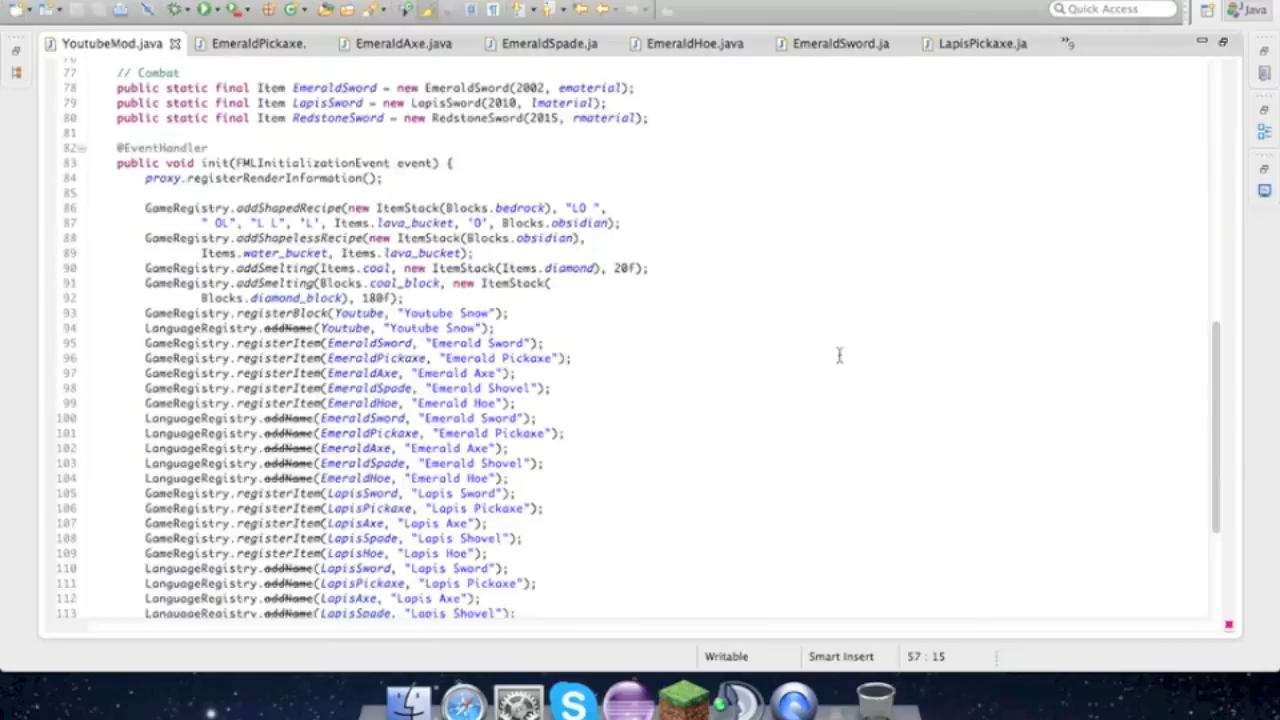 Quick Access
Java
YoutubeMod.java
EmeraldPickaxe.
EmeraldAxe.java
EmeraldSpade.ja
EmeraldHoe.java
EmeraldSword.ja
LapisPickaxe.ja
»9
77 // Combat
78 public static final Item EmeraldSword = new EmeraldSword(2002, ematerial);
79 public static final Item LapisSword = new LapisSword(2010, lmaterial);
80 public static final Item RedstoneSword = new RedstoneSword(2015, rmaterial);
81
82 @EventHandler
83 public void init(FMLInitializationEvent event) {
84 proxy.registerRenderInformation();
85
86 GameRegistry.addShapedRecipe(new ItemStack(Blocks.bedrock), "LO ",
87 " OL", "L L", 'L', Items.lava_bucket, 'O', Blocks.obsidian);
88 GameRegistry.addShapelessRecipe(new ItemStack(Blocks.obsidian),
89 Items.water_bucket, Items.lava_bucket);
90 GameRegistry.addSmelting(Items.coal, new ItemStack(Items.diamond), 20f);
91 GameRegistry.addSmelting(Blocks.coal_block, new ItemStack(
92 Blocks.diamond_block), 180f);
93 GameRegistry.registerBlock(Youtube, "Youtube Snow");
94 LanguageRegistry.addName(Youtube, "Youtube Snow");
95 GameRegistry.registerItem(EmeraldSword, "Emerald Sword");
96 GameRegistry.registerItem(EmeraldPickaxe, "Emerald Pickaxe");
97 GameRegistry.registerItem(EmeraldAxe, "Emerald Axe");
98 GameRegistry.registerItem(EmeraldSpade, "Emerald Shovel");
99 GameRegistry.registerItem(EmeraldHoe, "Emerald Hoe");
100 LanguageRegistry.addName(EmeraldSword, "Emerald Sword");
101 LanguageRegistry.addName(EmeraldPickaxe, "Emerald Pickaxe");
102 LanguageRegistry.addName(EmeraldAxe, "Emerald Axe");
103 LanguageRegistry.addName(EmeraldSpade, "Emerald Shovel");
104 LanguageRegistry.addName(EmeraldHoe, "Emerald Hoe");
105 GameRegistry.registerItem(LapisSword, "Lapis Sword");
106 GameRegistry.registerItem(LapisPickaxe, "Lapis Pickaxe");
107 GameRegistry.registerItem(LapisAxe, "Lapis Axe");
108 GameRegistry.registerItem(LapisSpade, "Lapis Shovel");
109 GameRegistry.registerItem(LapisHoe, "Lapis Hoe");
110 LanguageRegistry.addName(LapisSword, "Lapis Sword");
111 LanguageRegistry.addName(LapisPickaxe, "Lapis Pickaxe");
112 LanguageRegistry.addName(LapisAxe, "Lapis Axe");
113 LanguageRegistry.addName(LapisSpade, "Lapis Shovel");
Writable
Smart Insert
57 : 15